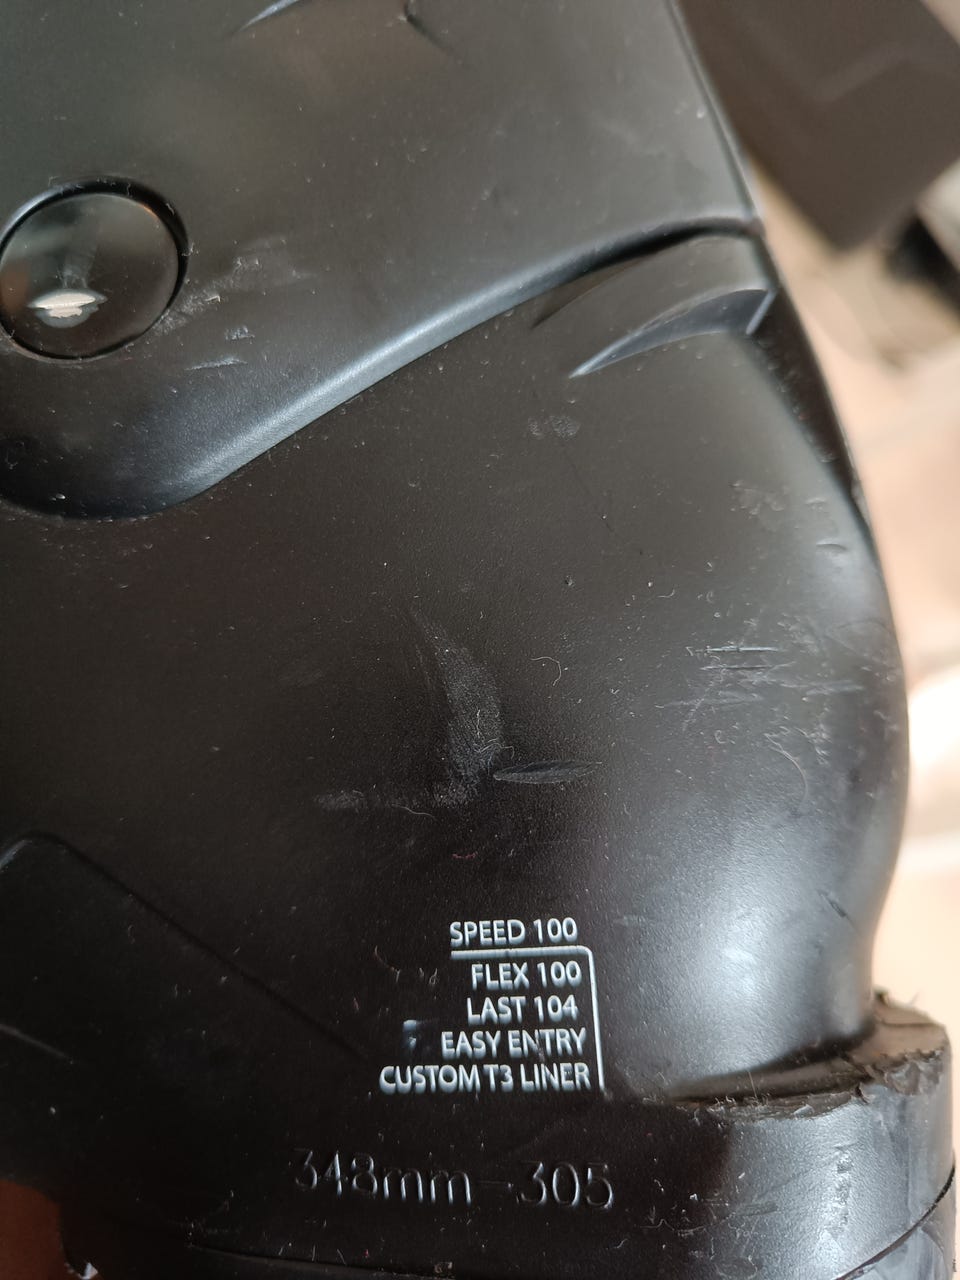 SPEED 100
FLEX 100
LAST 104
EASY ENTRY
CUSTOM T3 LINER
348mm-305